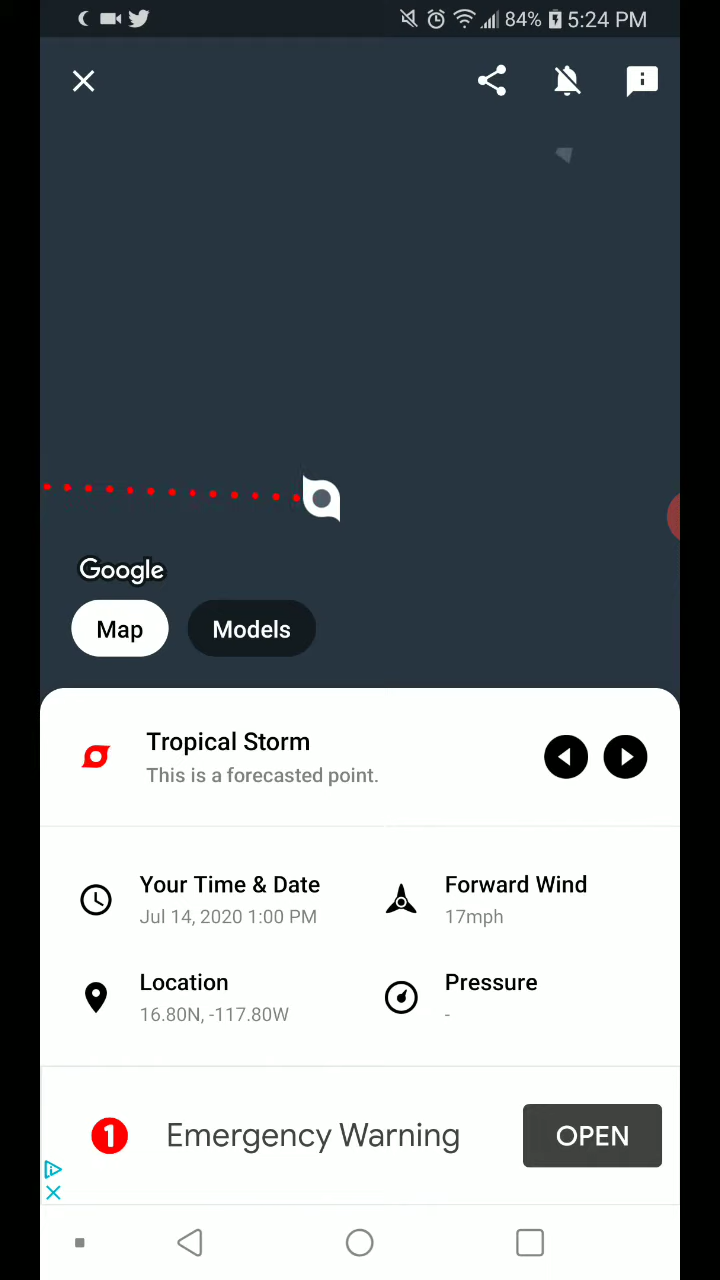 84% 5:24 PM
Google
Map Models
Tropical Storm
This is a forecasted point.
Your Time & Date
Jul 14, 2020 1:00 PM
Forward Wind
17mph
Location
16.80N, -117.80W
Pressure
-
1 Emergency Warning OPEN